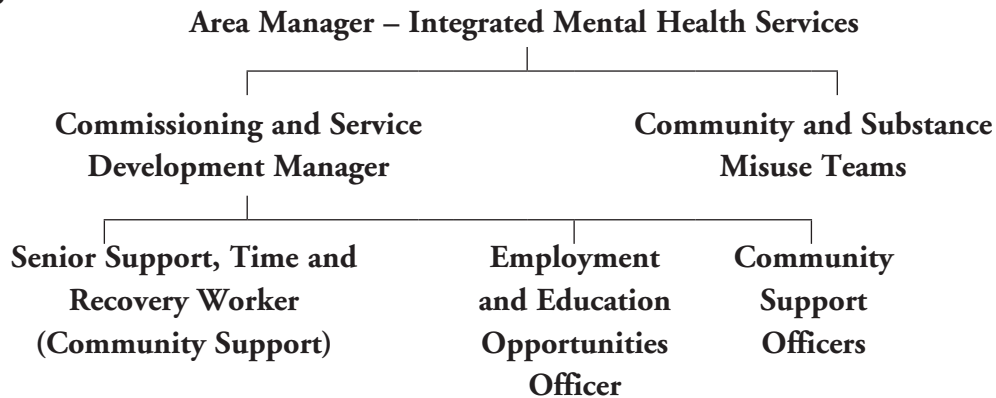 Area Manager – Integrated Mental Health Services
Commissioning and Service
Development Manager
Community and Substance
Misuse Teams
Senior Support, Time and
Recovery Worker
(Community Support)
Employment
and Education
Opportunities
Officer
Community
Support
Officers